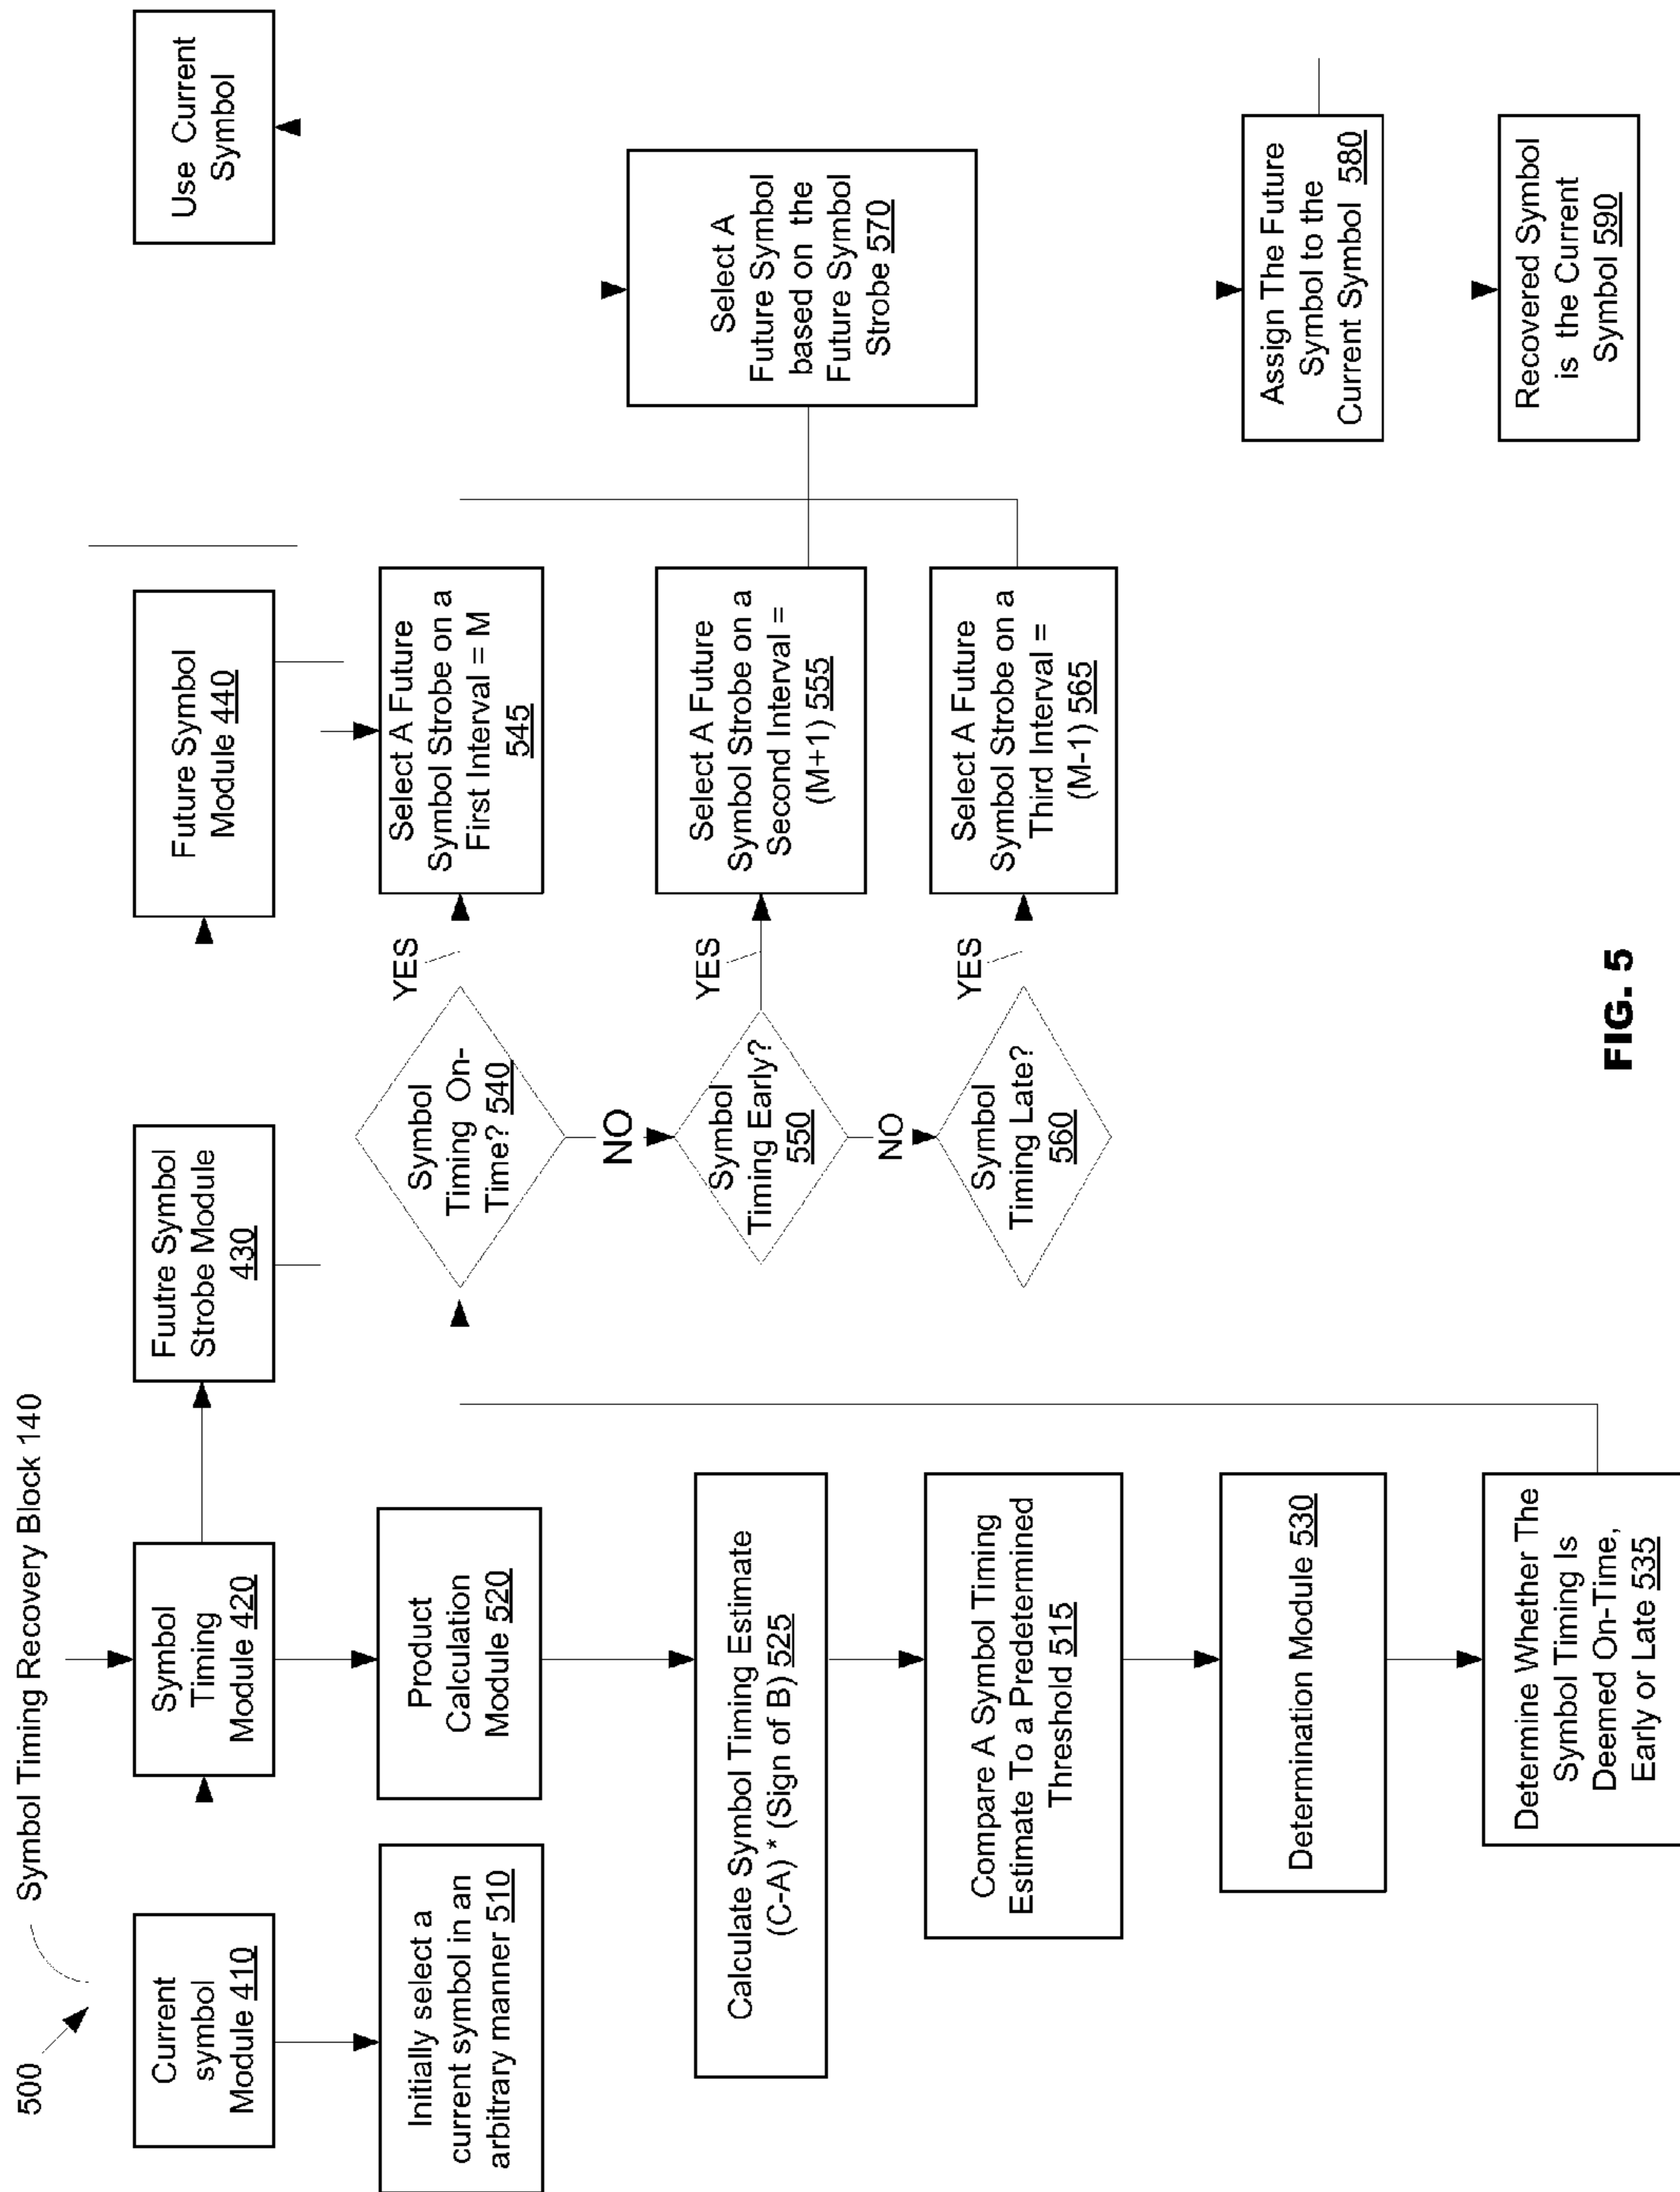 500
Symbol Timing Recovery Block 140
Current
symbol
Module 410
Symbol
Timing
Module 420
Fuutre Symbol
Strobe Module
430
Future Symbol
Module 440
Use Current
Symbol
Initially select a
current symbol in an
arbitrary manner 510
Product
Calculation
Module 520
Calculate Symbol Timing Estimate
(C-A) * (Sign of B) 525
Compare A Symbol Timing
Estimate To a Predetermined
Threshold 515
Determination Module 530
Determine Whether The
Symbol Timing Is
Deemed On-Time,
Early or Late 535
Symbol
Timing On-
Time? 540
YES
NO
Select A Future
Symbol Strobe on a
First Interval = M
545
Symbol
Timing Early?
550
YES
NO
Select A Future
Symbol Strobe on a
Second Interval =
(M+1) 555
Symbol
Timing Late?
560
YES
Select A Future
Symbol Strobe on a
Third Interval =
(M-1) 565
Select A
Future Symbol
based on the
Future Symbol
Strobe 570
Assign The Future
Symbol to the
Current Symbol 580
Recovered Symbol
is the Current
Symbol 590
FIG. 5